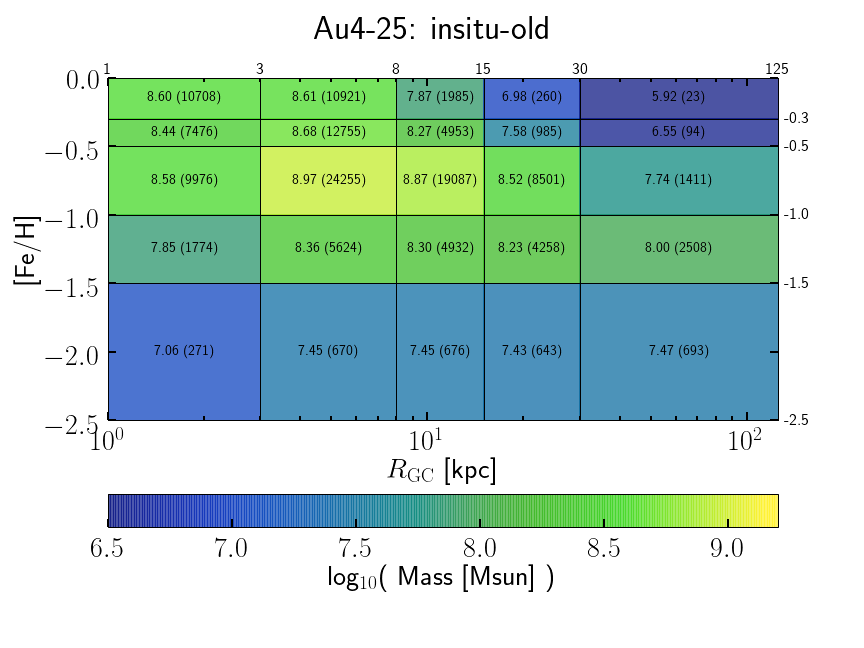 Au4-25: insitu-old
1 3 8 15 30 125
0.0
8.60 (10708) 8.61 (10921) 7.87 (1985) 6.98 (260) 5.92 (23)
-0.3
8.44 (7476) 8.68 (12755) 8.27 (4953) 7.58 (985) 6.55 (94)
−0.5 -0.5
8.58 (9976) 8.97 (24255) 8.87 (19087) 8.52 (8501) 7.74 (1411)
−1.0 -1.0
[Fe/H]
7.85 (1774) 8.36 (5624) 8.30 (4932) 8.23 (4258) 8.00 (2508)
−1.5 -1.5
−2.0
7.06 (271) 7.45 (670) 7.45 (676) 7.43 (643) 7.47 (693)
−2.5 -2.5
10⁰ 10¹ 10²
R_GC [kpc]
6.5 7.0 7.5 8.0 8.5 9.0
log₁₀( Mass [Msun] )